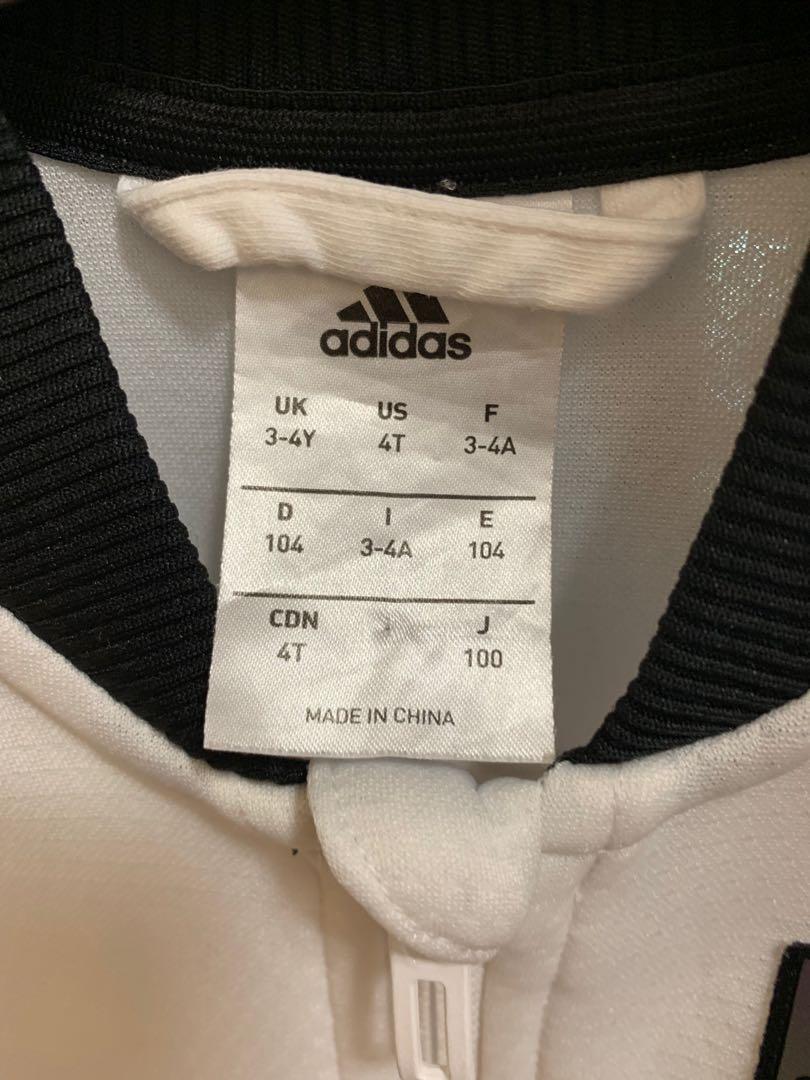 adidas
UK US F
3-4Y 4T 3-4A
D I E
104 3-4A 104
CDN J
4T 100
MADE IN CHINA